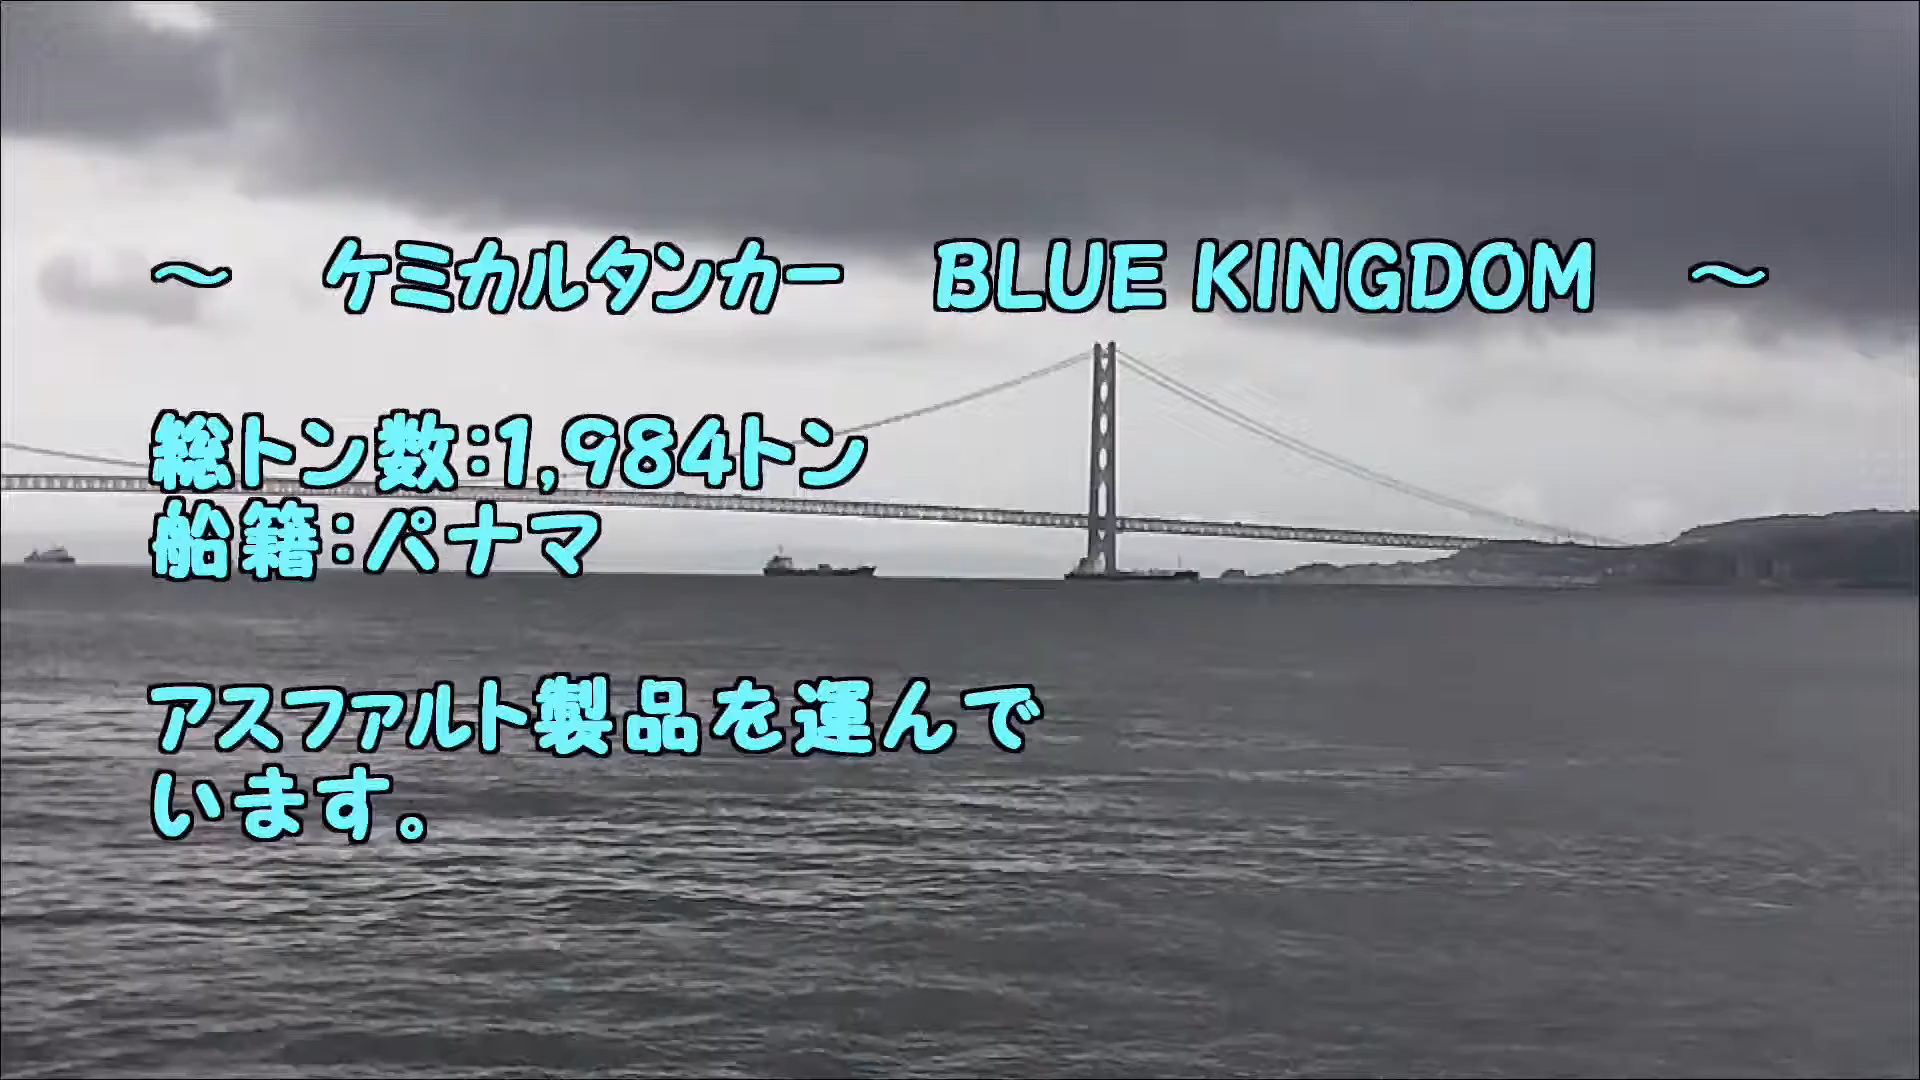 ～　ケミカルタンカー　BLUE KINGDOM　～
総トン数：1,984トン
船籍：パナマ
アスファルト製品を運んで
います。